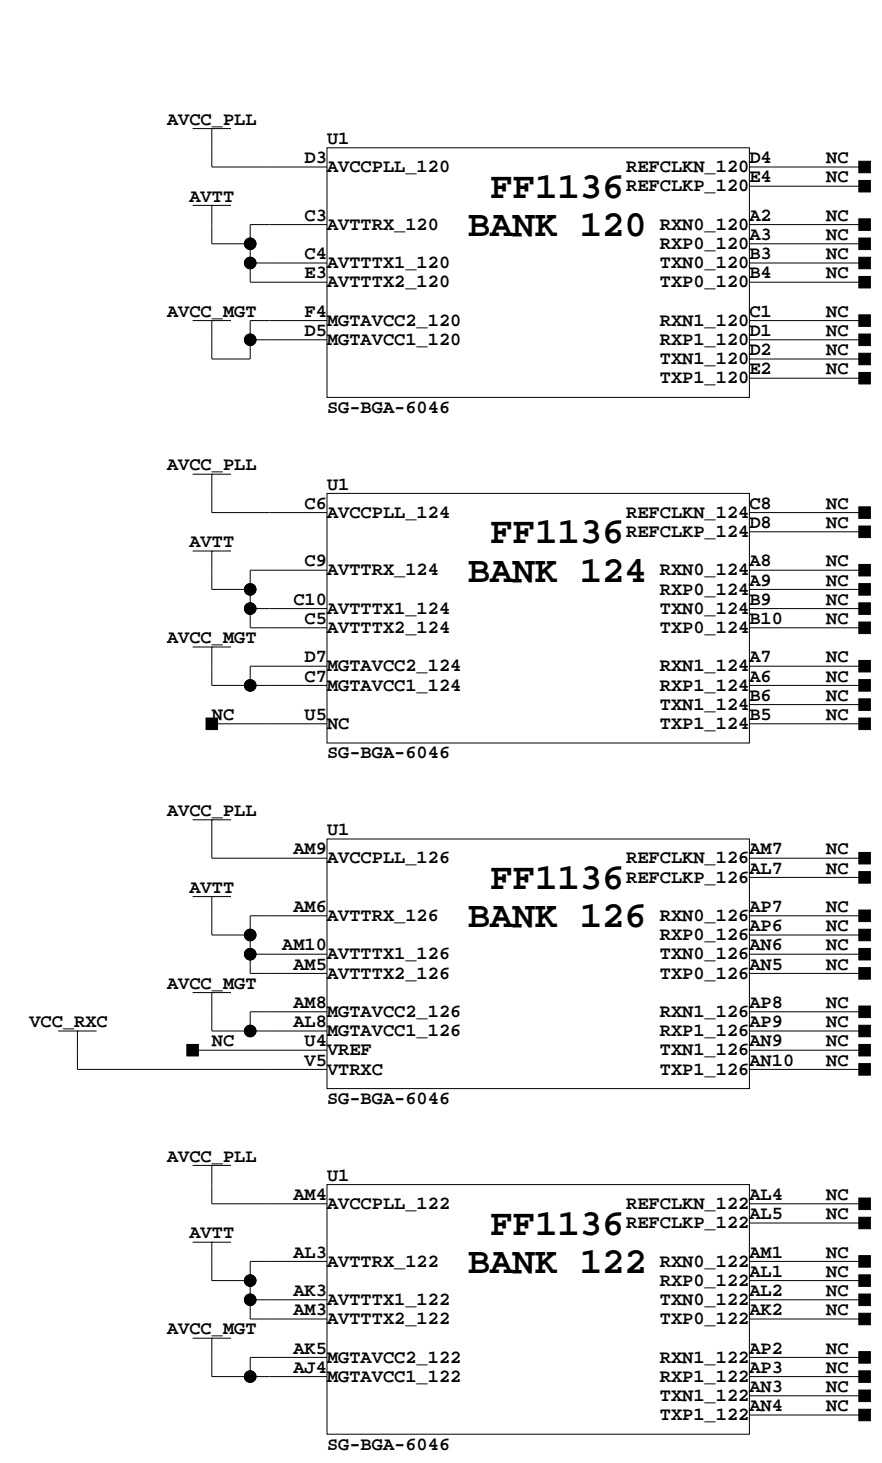 AVCC_PLL
U1
D3 AVCCPLL_120 REFCLKN_120 D4 NC
FF1136 REFCLKP_120 E4 NC
AVTT
C3 AVTTRX_120 BANK 120 RXN0_120 A2 NC
RXP0_120 A3 NC
C4 AVTTTX1_120 TXN0_120 B3 NC
E3 AVTTTX2_120 TXP0_120 B4 NC
AVCC_MGT F4 MGTAVCC2_120 RXN1_120 C1 NC
D5 MGTAVCC1_120 RXP1_120 D1 NC
TXN1_120 D2 NC
TXP1_120 E2 NC
SG-BGA-6046
AVCC_PLL
U1
C6 AVCCPLL_124 REFCLKN_124 C8 NC
FF1136 REFCLKP_124 D8 NC
AVTT
C9 AVTTRX_124 BANK 124 RXN0_124 A8 NC
RXP0_124 A9 NC
C10 AVTTTX1_124 TXN0_124 B9 NC
C5 AVTTTX2_124 TXP0_124 B10 NC
AVCC_MGT
D7 MGTAVCC2_124 RXN1_124 A7 NC
C7 MGTAVCC1_124 RXP1_124 A6 NC
TXN1_124 B6 NC
NC U5 NC TXP1_124 B5 NC
SG-BGA-6046
AVCC_PLL
U1
AM9 AVCCPLL_126 REFCLKN_126 AM7 NC
FF1136 REFCLKP_126 AL7 NC
AVTT
AM6 AVTTRX_126 BANK 126 RXN0_126 AP7 NC
RXP0_126 AP6 NC
AM10 AVTTTX1_126 TXN0_126 AN6 NC
AM5 AVTTTX2_126 TXP0_126 AN5 NC
AVCC_MGT
AM8 MGTAVCC2_126 RXN1_126 AP8 NC
VCC_RXC AL8 MGTAVCC1_126 RXP1_126 AP9 NC
NC U4 VREF TXN1_126 AN9 NC
V5 VTRXC TXP1_126 AN10 NC
SG-BGA-6046
AVCC_PLL
U1
AM4 AVCCPLL_122 REFCLKN_122 AL4 NC
FF1136 REFCLKP_122 AL5 NC
AVTT
AL3 AVTTRX_122 BANK 122 RXN0_122 AM1 NC
RXP0_122 AL1 NC
AK3 AVTTTX1_122 TXN0_122 AL2 NC
AM3 AVTTTX2_122 TXP0_122 AK2 NC
AVCC_MGT
AK5 MGTAVCC2_122 RXN1_122 AP2 NC
AJ4 MGTAVCC1_122 RXP1_122 AP3 NC
TXN1_122 AN3 NC
TXP1_122 AN4 NC
SG-BGA-6046